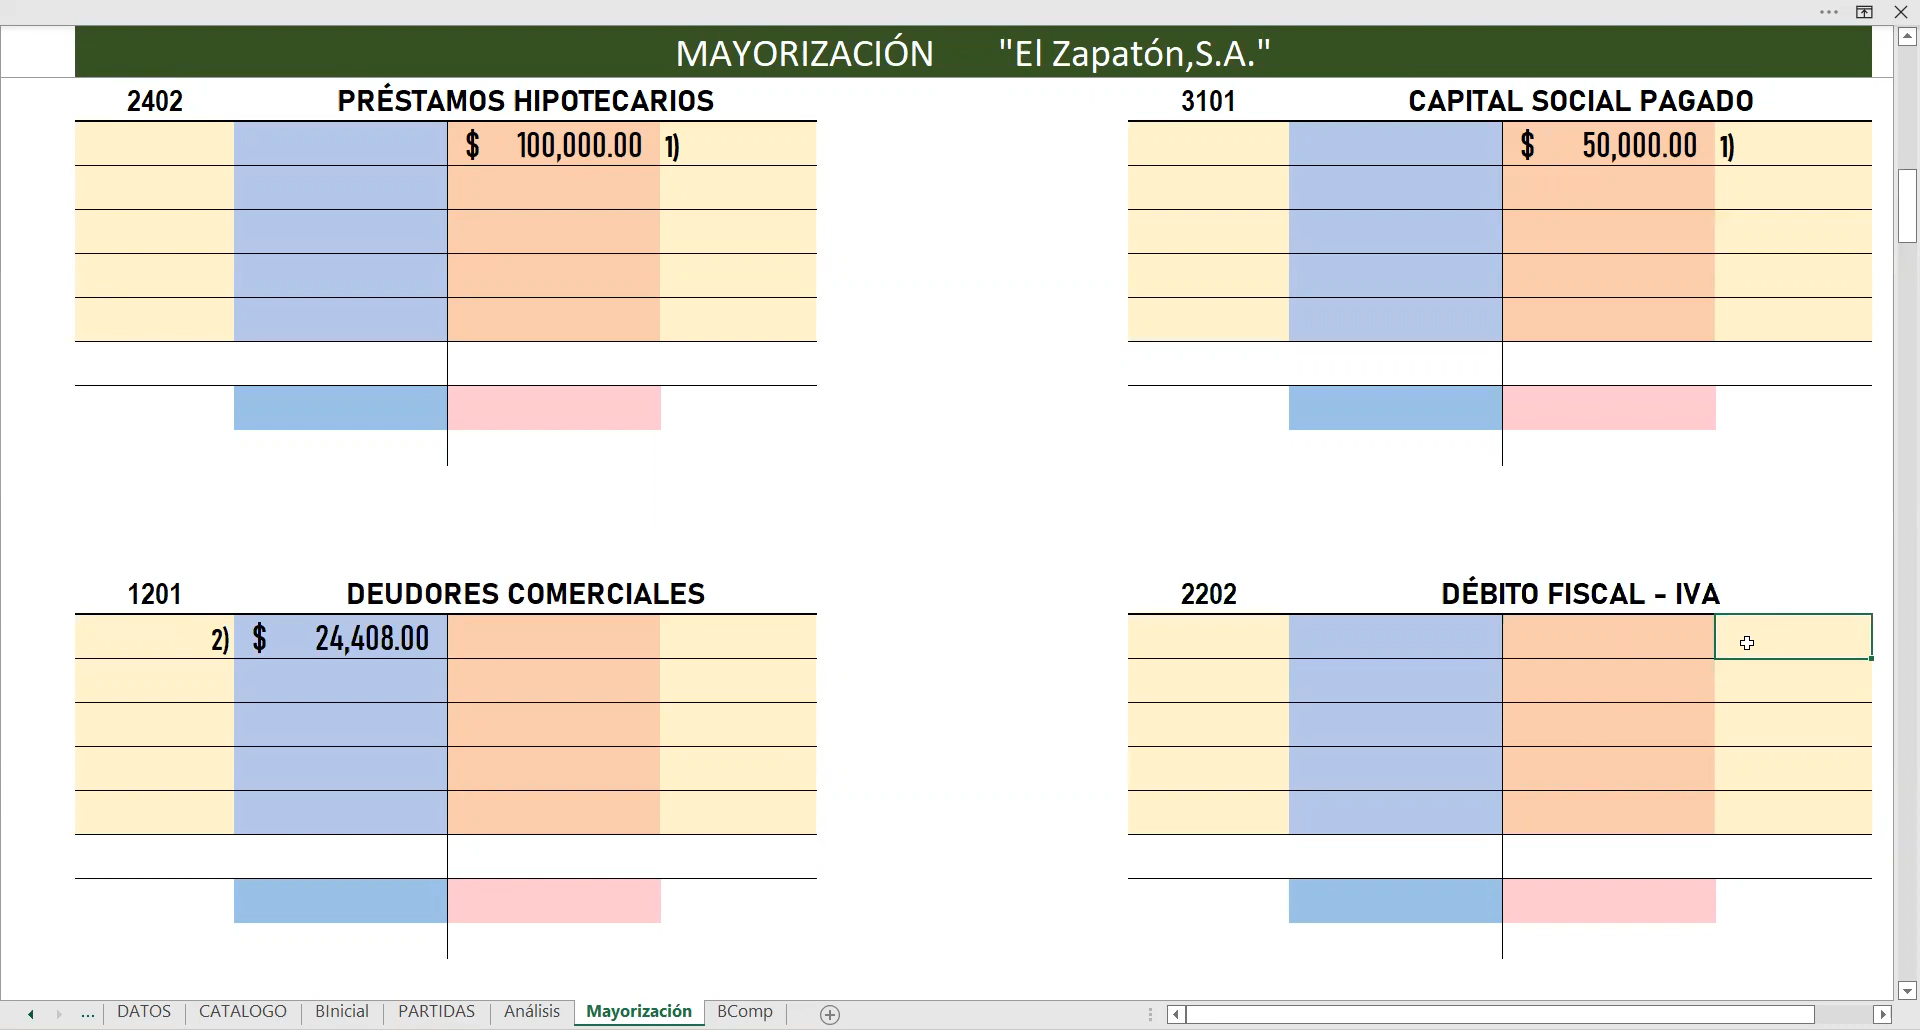 MAYORIZACIÓN "El Zapatón,S.A."
2402 PRÉSTAMOS HIPOTECARIOS
$ 100,000.00 1)
3101 CAPITAL SOCIAL PAGADO
$ 50,000.00 1)
1201 DEUDORES COMERCIALES
2) $ 24,408.00
2202 DÉBITO FISCAL - IVA
... DATOS CATALOGO BInicial PARTIDAS Análisis Mayorización BComp